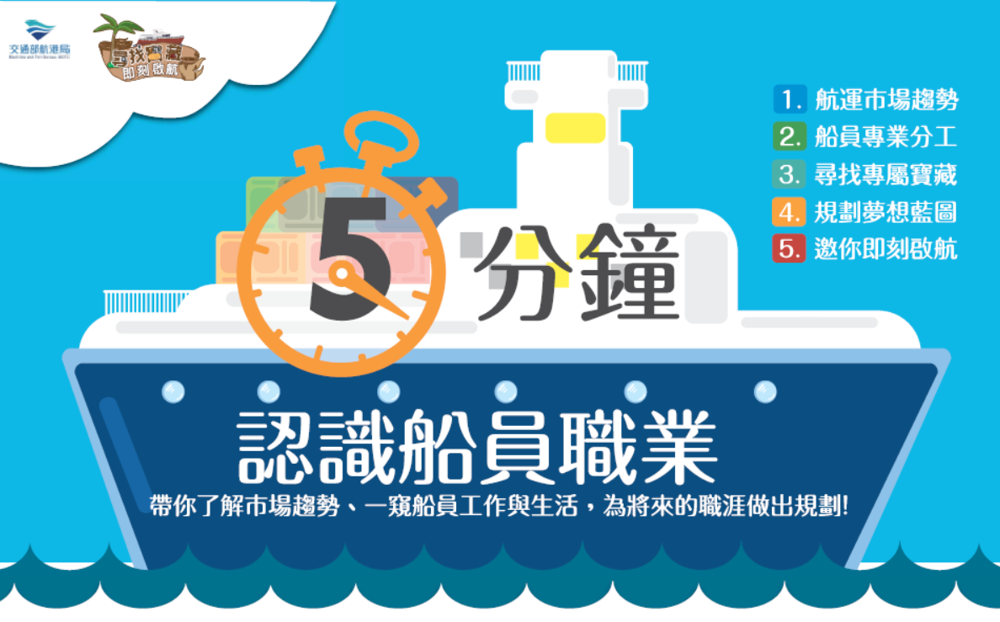 交通部航港局
尋找寶藏
即刻啟航
1. 航運市場趨勢
2. 船員專業分工
3. 尋找專屬寶藏
4. 規劃夢想藍圖
5. 邀你即刻啟航
5分鐘
認識船員職業
帶你了解市場趨勢、一窺船員工作與生活，為將來的職涯做出規劃!